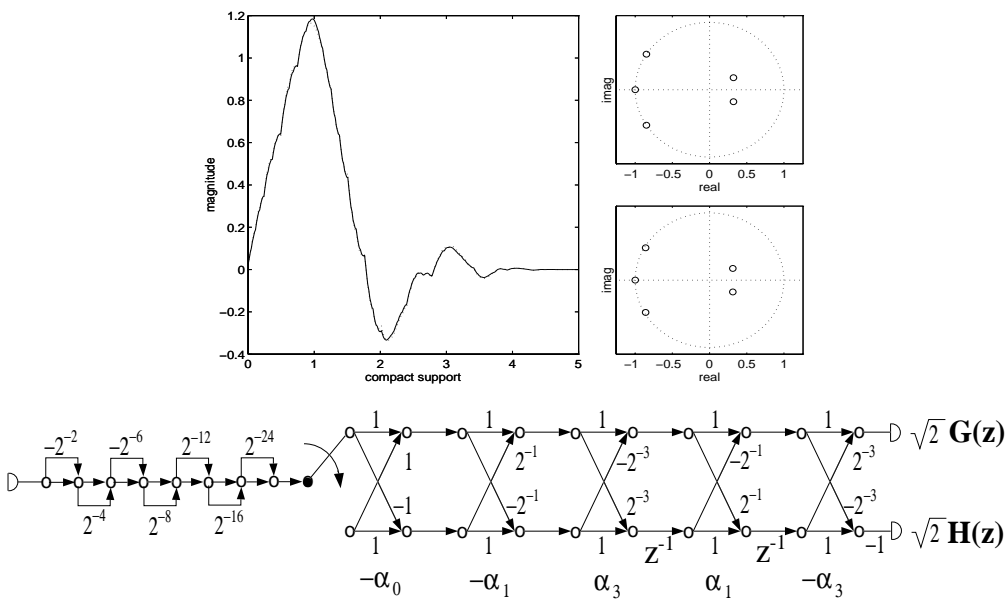 1.2
1
0.8
0.6
0.4
0.2
0
−0.2
−0.4
magnitude
0 1 2 3 4 5
compact support
imag
−1 −0.5 0 0.5 1
real
imag
−1 −0.5 0 0.5 1
real
−2⁻² −2⁻⁶ 2⁻¹² 2⁻²⁴
2⁻⁴ 2⁻⁸ 2⁻¹⁶
1 1 1 1 1 √2 G(z)
1 2⁻¹ −2⁻³ −2⁻¹ 2⁻³
−1 −2⁻¹ 2⁻³ 2⁻¹ −2⁻³
1 1 1 z⁻¹ 1 z⁻¹ 1 −1 √2 H(z)
−α₀ −α₁ α₃ α₁ −α₃